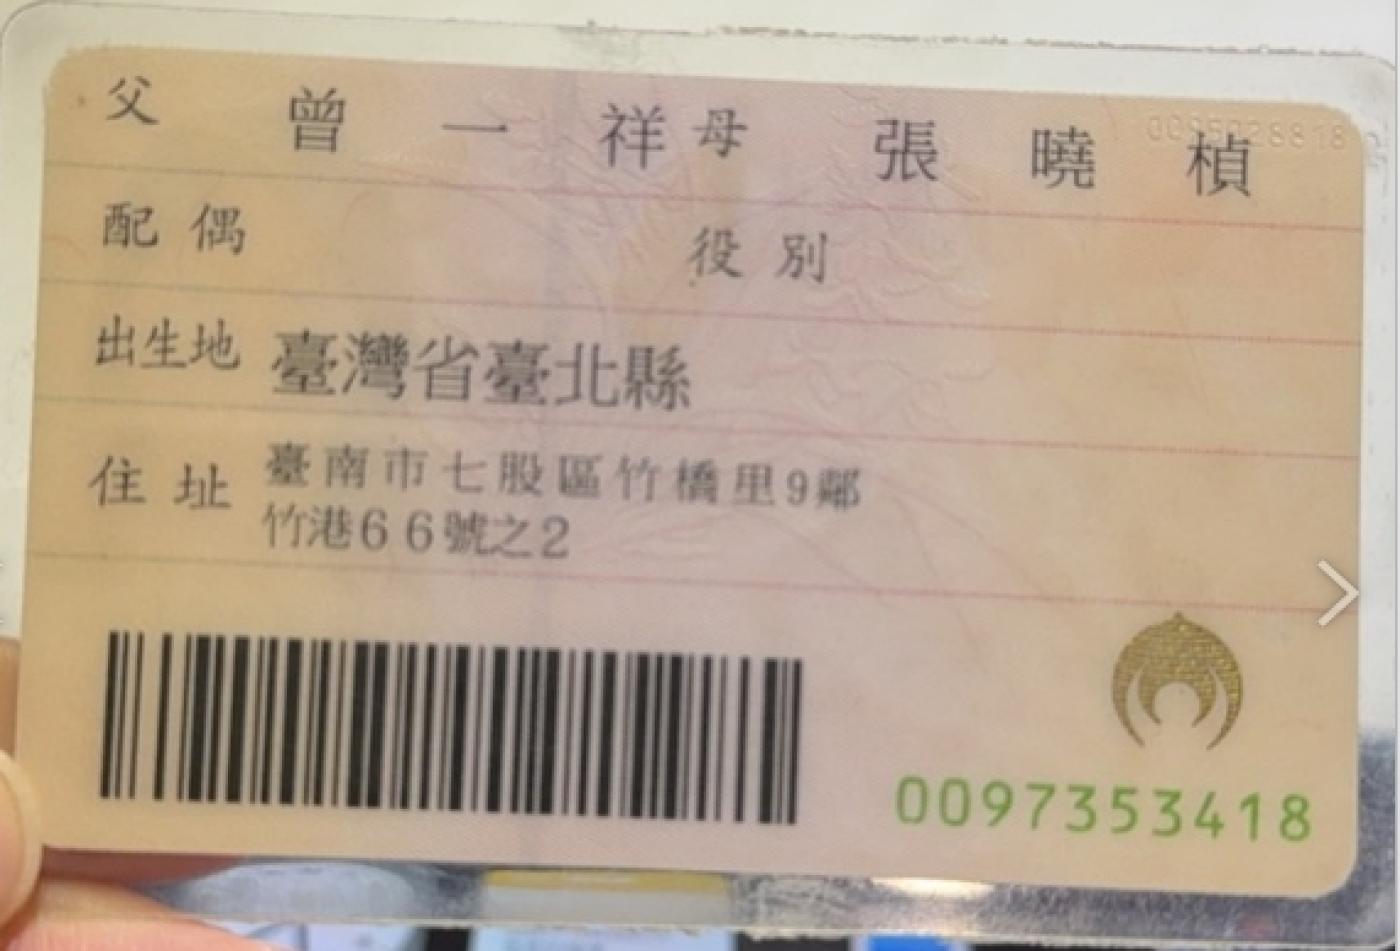 父 曾一祥 母 張曉楨
配偶 役別
出生地 臺灣省臺北縣
住址 臺南市七股區竹橋里9鄰
竹港66號之2
0097353418